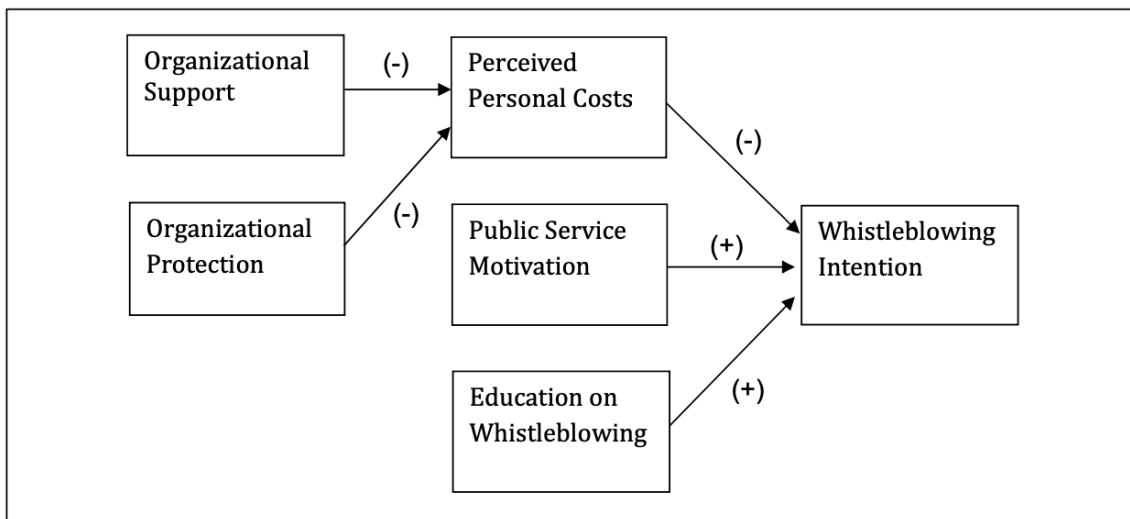 Organizational
Support
(-)
Perceived
Personal Costs
(-)
Organizational
Protection
(-)
Public Service
Motivation
(+)
Whistleblowing
Intention
Education on
Whistleblowing
(+)